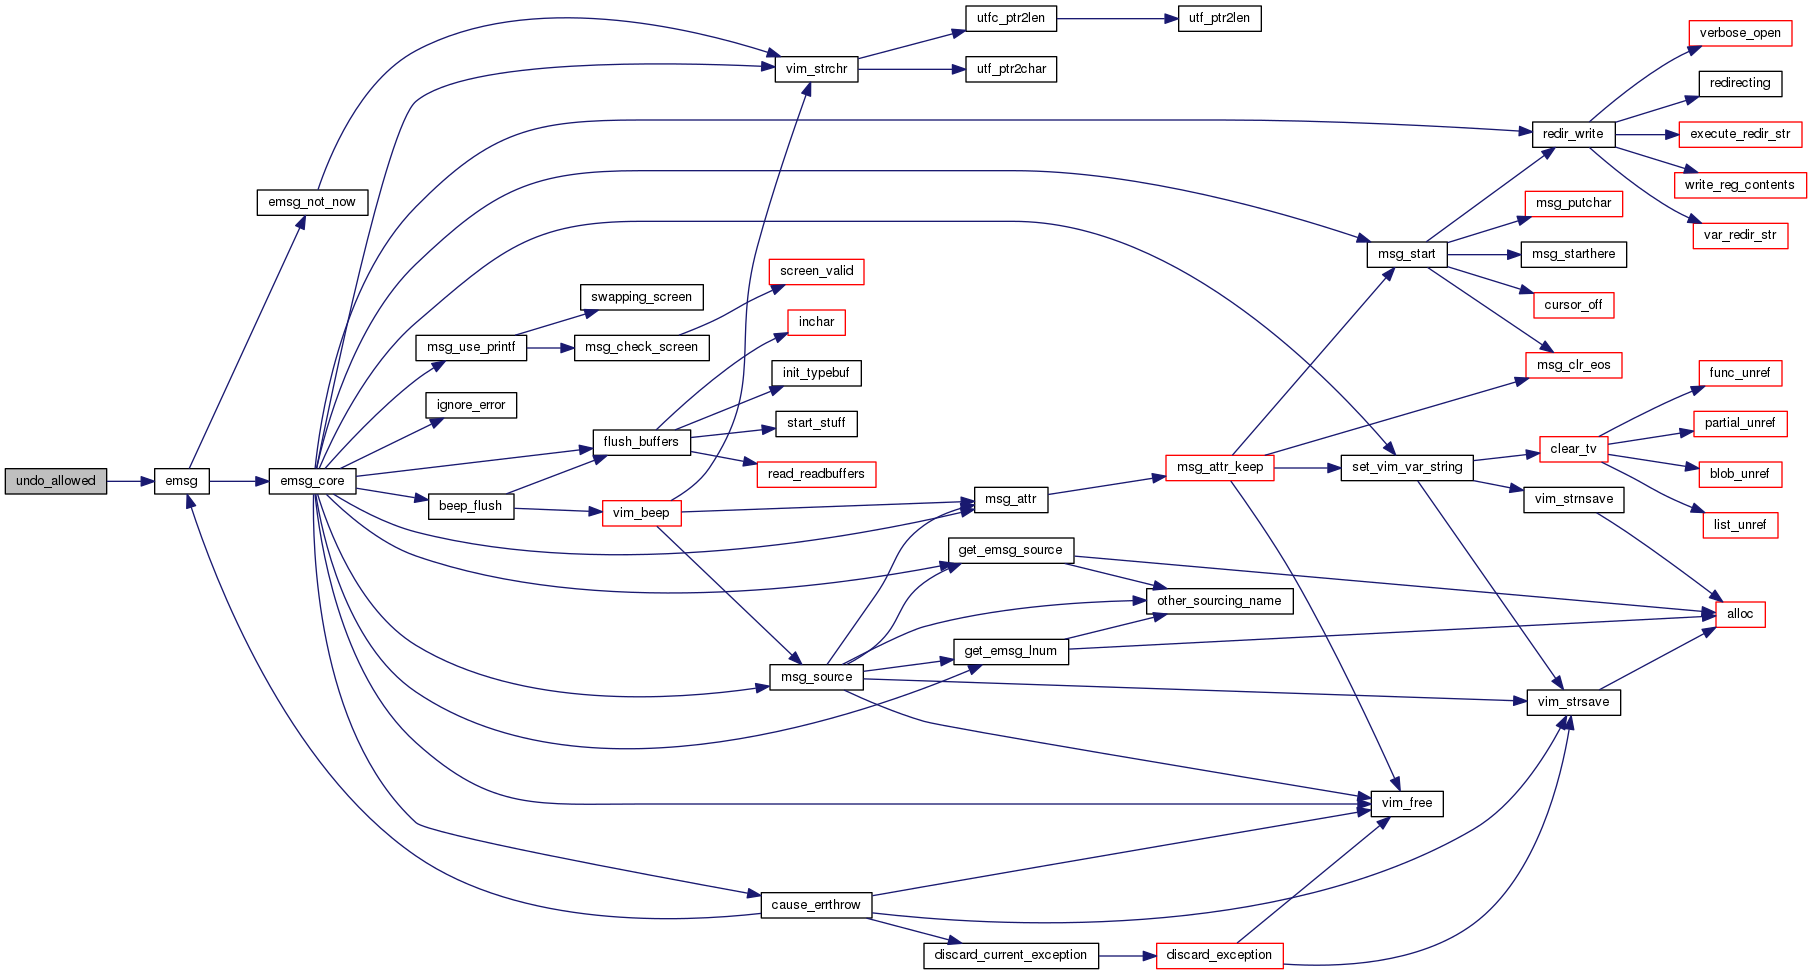 undo_allowed
emsg
emsg_not_now
emsg_core
msg_use_printf
ignore_error
beep_flush
swapping_screen
msg_check_screen
flush_buffers
vim_beep
vim_strchr
screen_valid
inchar
init_typebuf
start_stuff
read_readbuffers
msg_source
cause_errthrow
utfc_ptr2len
utf_ptr2char
msg_attr
get_emsg_source
get_emsg_lnum
discard_current_exception
utf_ptr2len
msg_attr_keep
other_sourcing_name
discard_exception
msg_start
set_vim_var_string
vim_free
redir_write
msg_putchar
msg_starthere
cursor_off
msg_clr_eos
clear_tv
vim_strnsave
vim_strsave
verbose_open
redirecting
execute_redir_str
write_reg_contents
var_redir_str
func_unref
partial_unref
blob_unref
list_unref
alloc